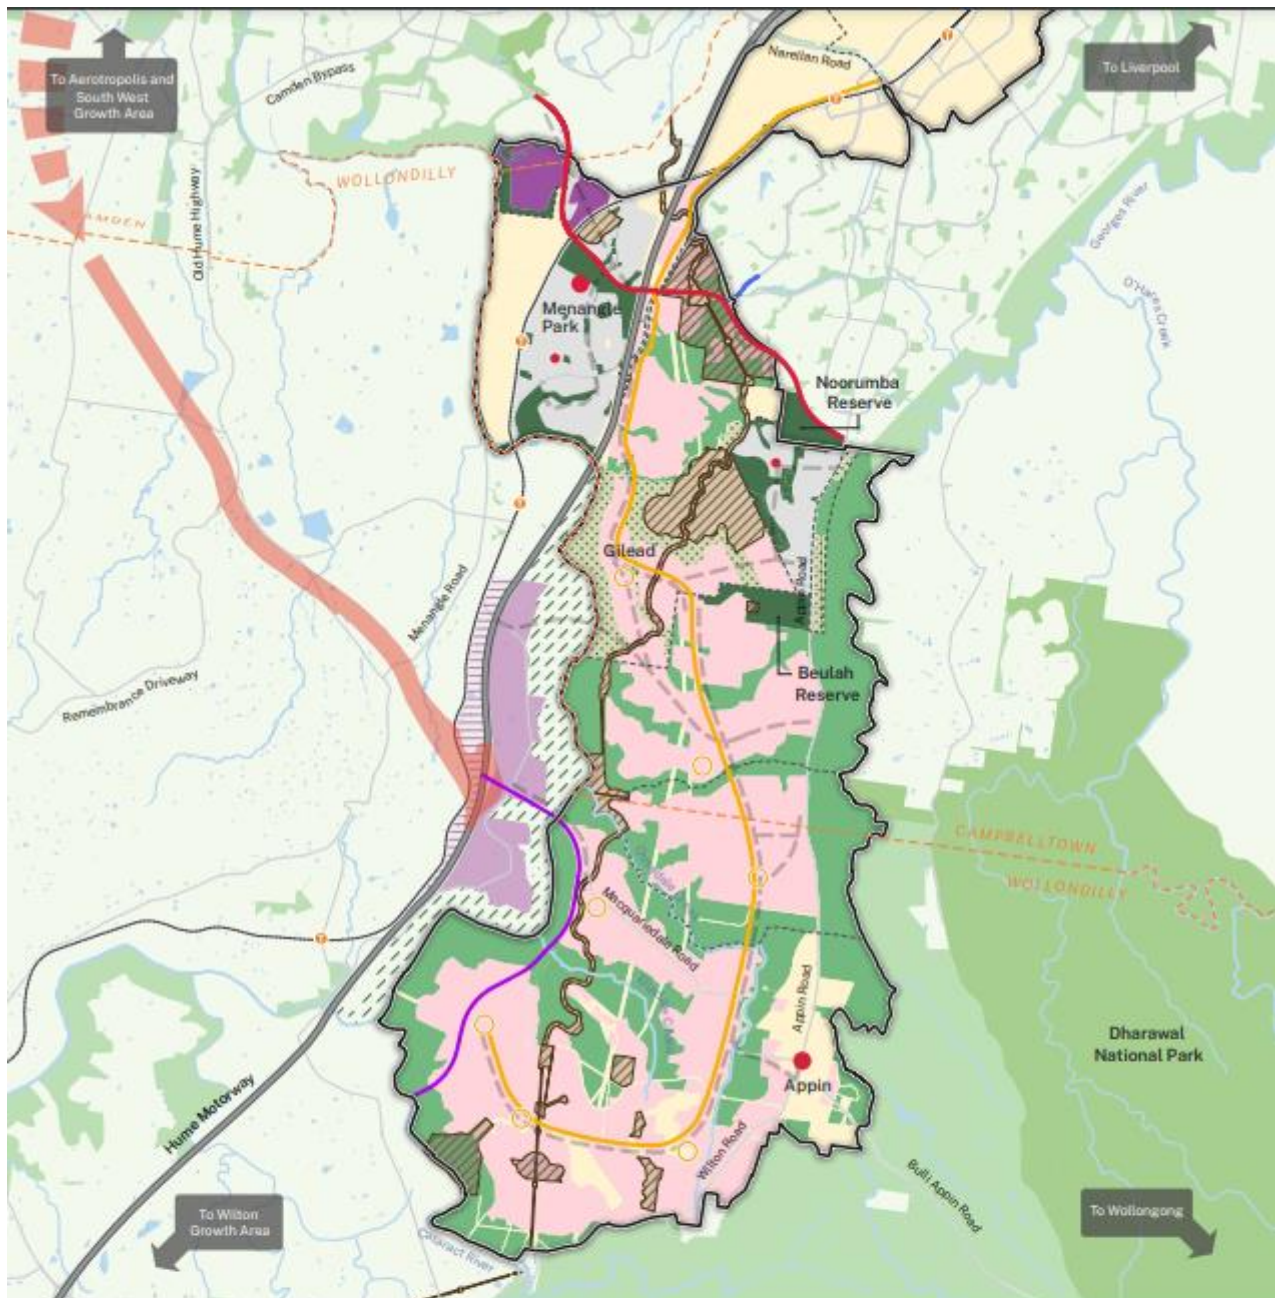 To Aerotropolis and
South West
Growth Area
Camden Bypass
Narellan Road
To Liverpool
WOLLONDILLY
CAMDEN
Old Hume Highway
Georges River
O'Hares Creek
Menangle
Park
Noorumba
Reserve
Gilead
Menangle Road
Appin Road
Beulah
Reserve
Remembrance Driveway
CAMPBELLTOWN
WOLLONDILLY
Macquariedale Road
Appin Road
Dharawal
National Park
Appin
Hume Motorway
Wilton Road
Bulli Appin Road
To Wilton
Growth Area
To Wollongong
Cataract River